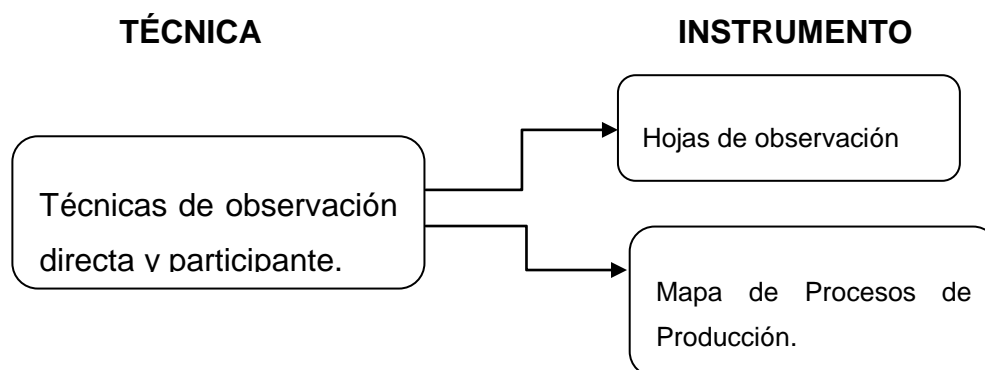 TÉCNICA
INSTRUMENTO
Hojas de observación
Técnicas de observación
directa y participante.
Mapa de Procesos de
Producción.